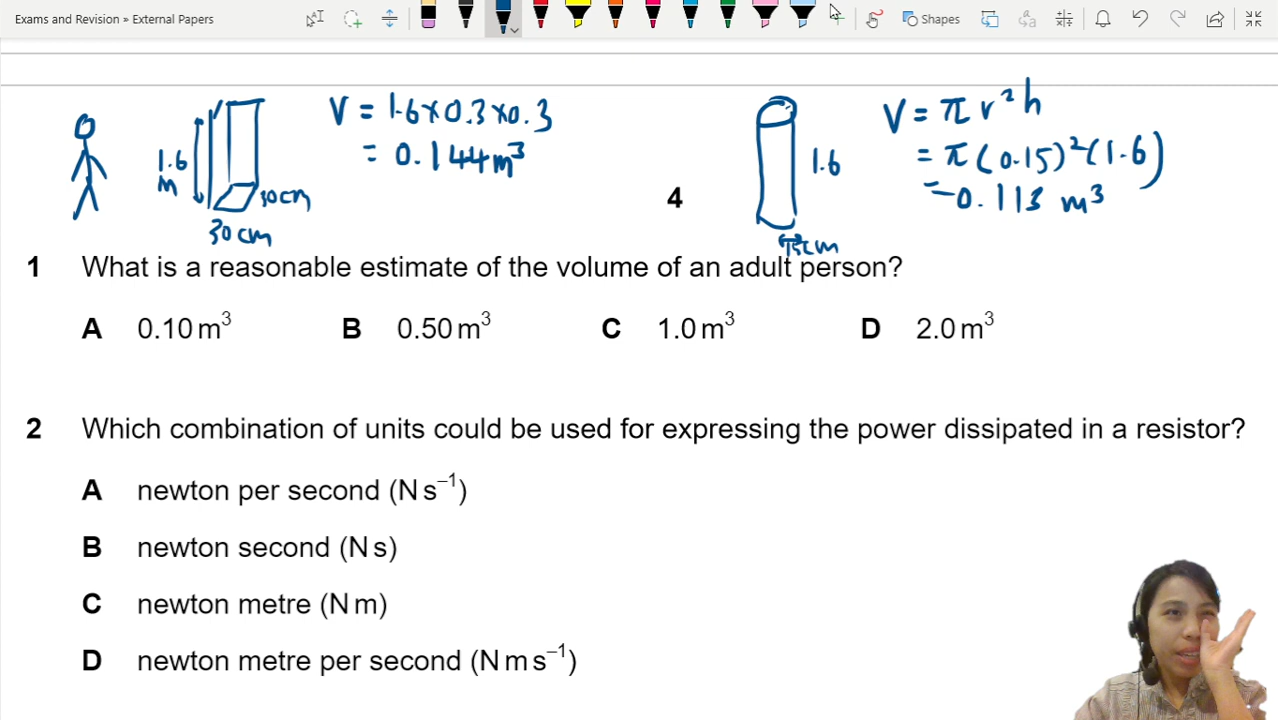 Exams and Revision » External Papers
Shapes
V = 1.6 × 0.3 × 0.3
= 0.144 m³
1.6
m
30cm
30cm
4
1.6
V = π r² h
= π (0.15)² (1.6)
= 0.113 m³
1 What is a reasonable estimate of the volume of an adult person?
A 0.10 m³ B 0.50 m³ C 1.0 m³ D 2.0 m³
2 Which combination of units could be used for expressing the power dissipated in a resistor?
A newton per second (N s⁻¹)
B newton second (N s)
C newton metre (N m)
D newton metre per second (N m s⁻¹)